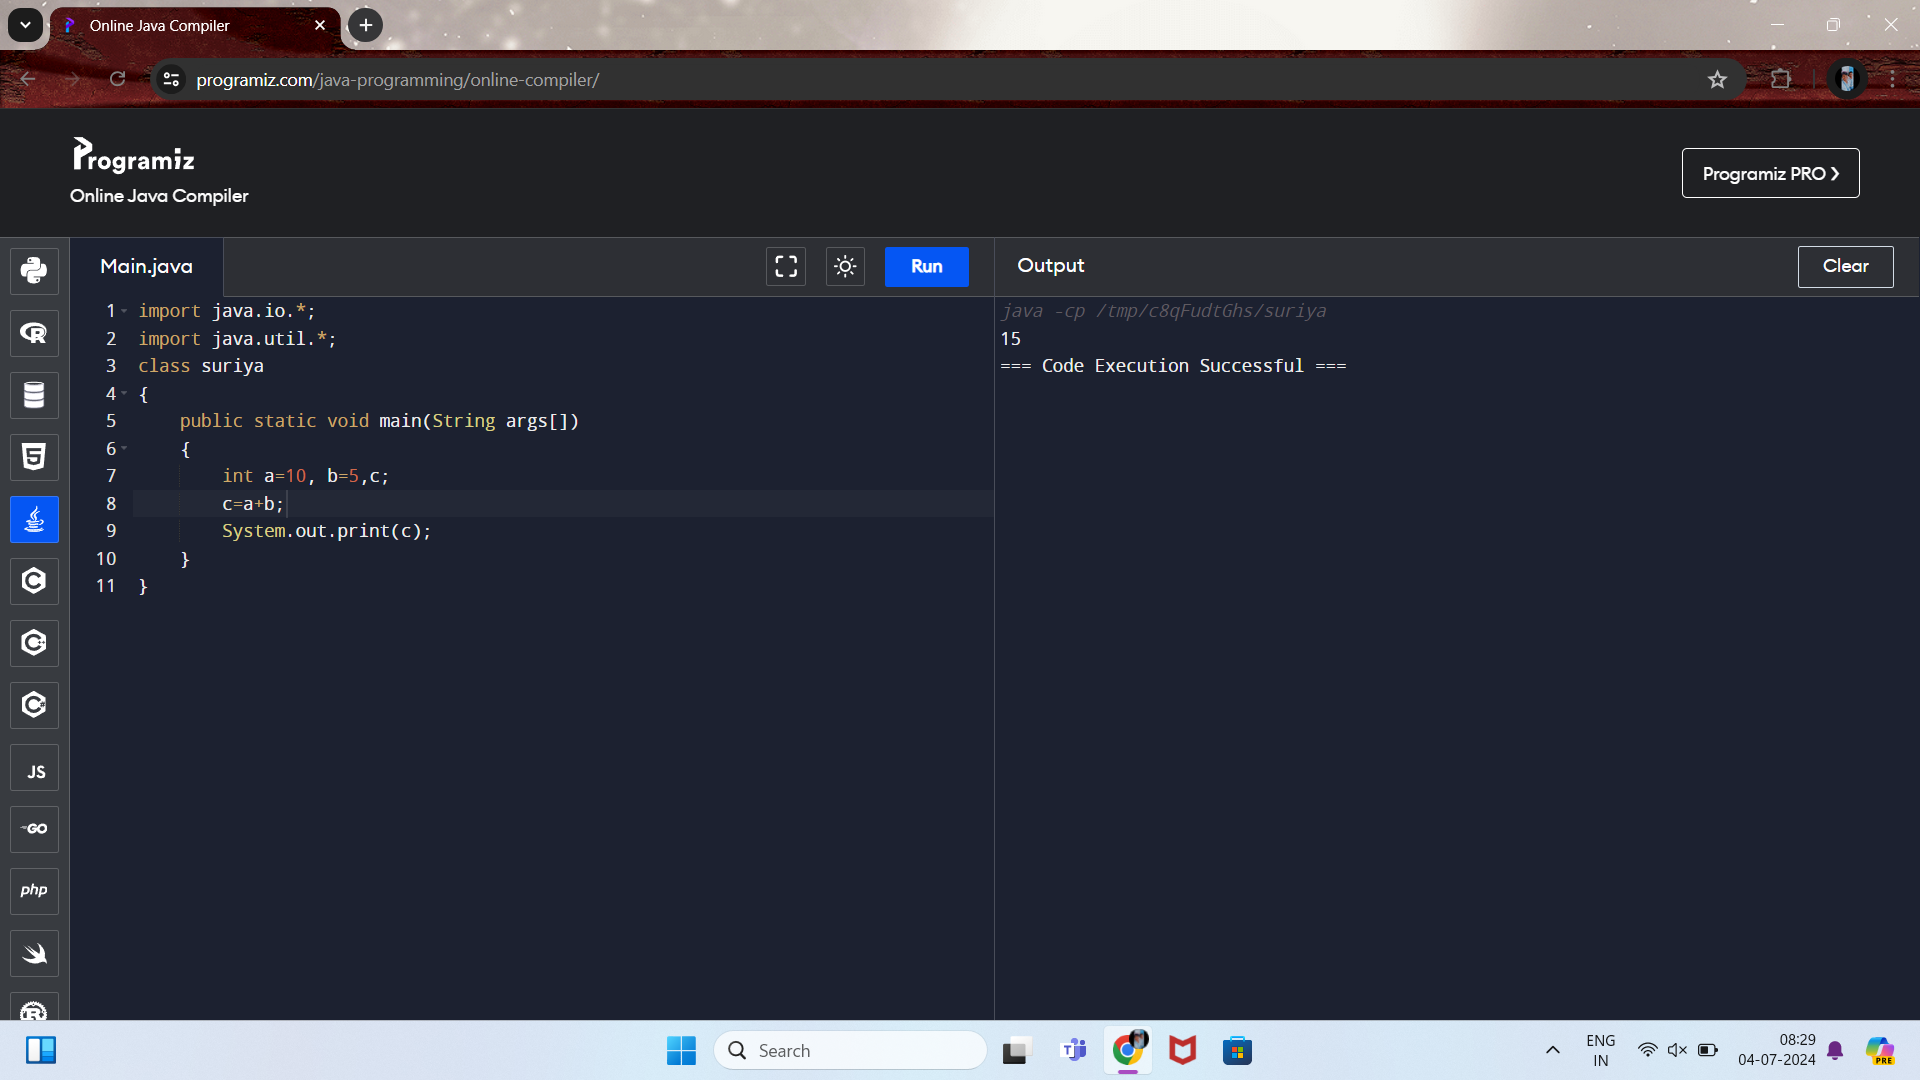 Online Java Compiler
programiz.com/java-programming/online-compiler/
Programiz
Online Java Compiler
Programiz PRO ❯
Main.java
Run
Output
Clear
1 import java.io.*;
2 import java.util.*;
3 class suriya
4 {
5     public static void main(String args[])
6     {
7         int a=10, b=5,c;
8         c=a+b;
9         System.out.print(c);
10     }
11 }
java -cp /tmp/c8qFudtGhs/suriya
15
=== Code Execution Successful ===
JS
GO
php
Search
ENG
IN
08:29
04-07-2024
PRE